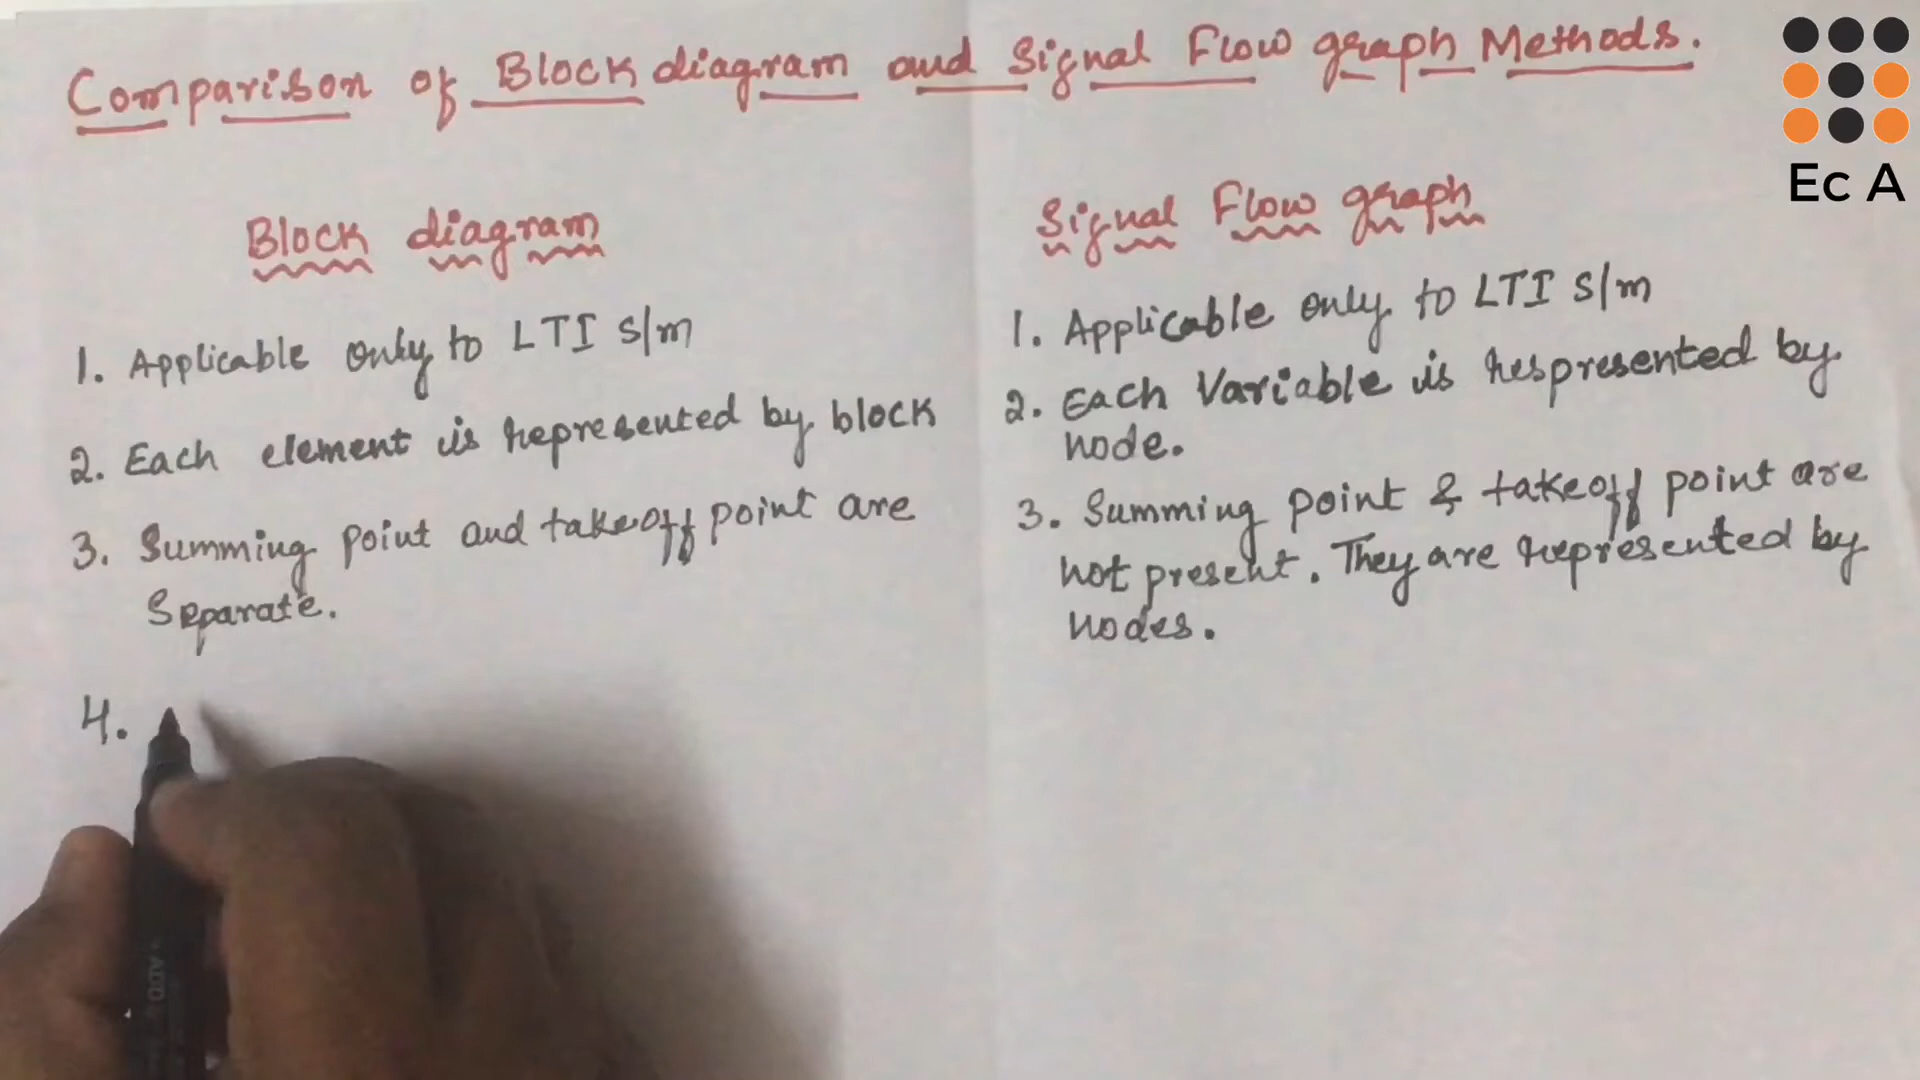 Comparison of Block diagram and Signal Flow graph Methods.
Ec A
Block diagram
1. Applicable only to LTI S/m
2. Each element is represented by block
3. Summing point and takeoff point are
Separate.
4.
Signal Flow graph
1. Applicable only to LTI S/m
2. Each Variable is respresented by
node.
3. Summing point & takeoff point are
not present. They are represented by
nodes.